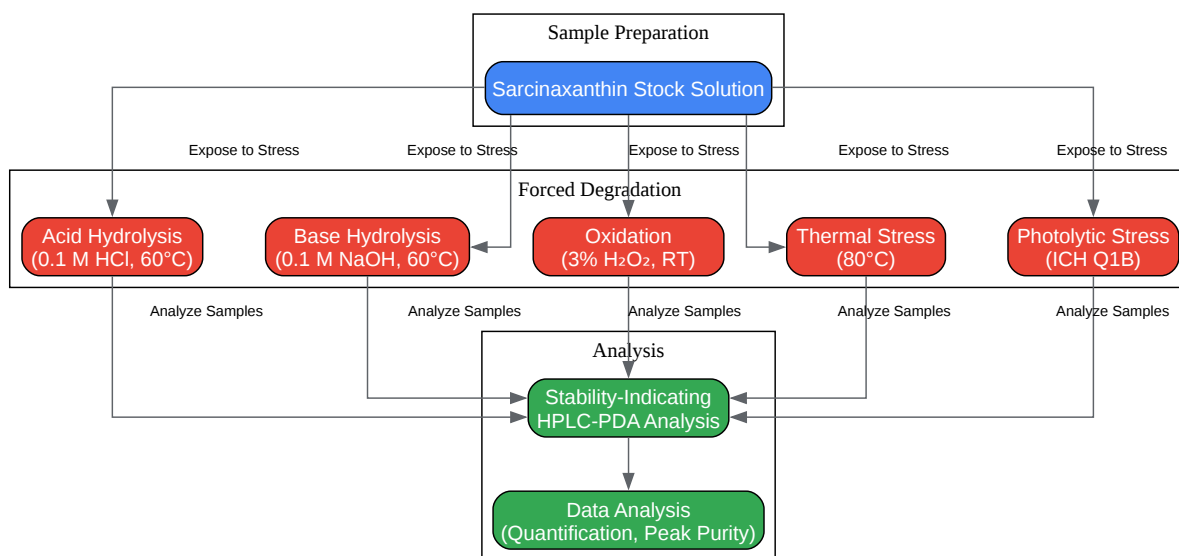 Sample Preparation
Sarcinaxanthin Stock Solution
Expose to Stress
Expose to Stress
Expose to Stress
Expose to Stress
Expose to Stress
Forced Degradation
Acid Hydrolysis
(0.1 M HCl, 60°C)
Base Hydrolysis
(0.1 M NaOH, 60°C)
Oxidation
(3% H₂O₂, RT)
Thermal Stress
(80°C)
Photolytic Stress
(ICH Q1B)
Analyze Samples
Analyze Samples
Analyze Samples
Analyze Samples
Analyze Samples
Analysis
Stability-Indicating
HPLC-PDA Analysis
Data Analysis
(Quantification, Peak Purity)